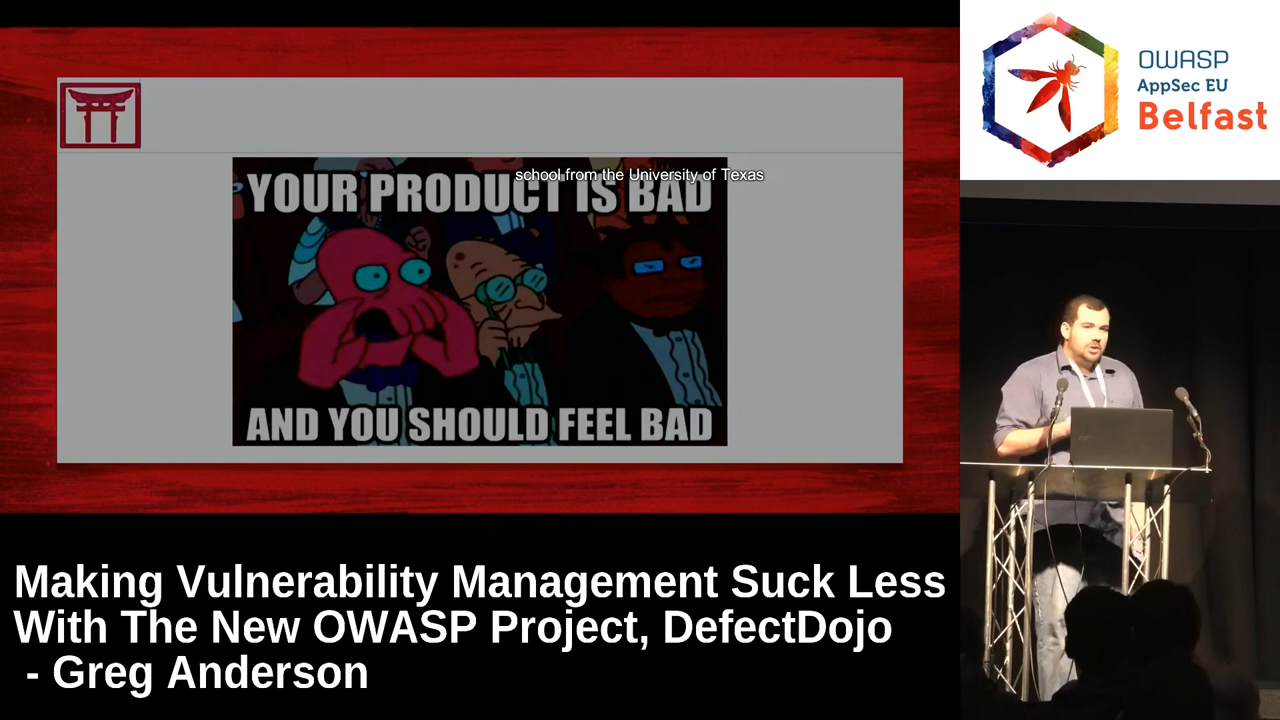 YOUR PRODUCT IS BAD
school from the University of Texas
AND YOU SHOULD FEEL BAD
OWASP
AppSec EU
Belfast
Making Vulnerability Management Suck Less
With The New OWASP Project, DefectDojo
- Greg Anderson